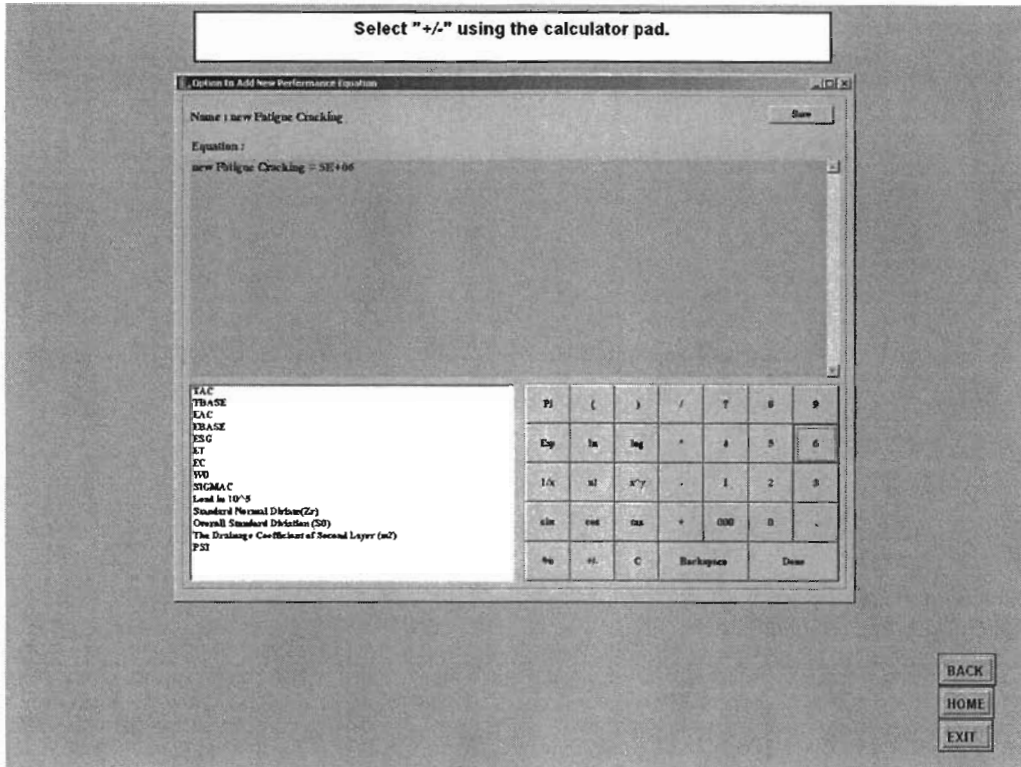 Select "+/-" using the calculator pad.
Option to Add New Performance Equation
Name : new Fatigue Cracking
Save
Equation :
new Fatigue Cracking = 5E+06
TAC
TBASE
EAC
EBASE
ESG
ET
EC
W0
SIGMAC
Load in 10^5
Standard Normal Diviate(Zr)
Overall Standard Diviation (S0)
The Drainage Coefficient of Second Layer (m2)
PSI
PI ( ) / 7 8 9
Exp ln log * 4 5 6
1/x n! x^y - 1 2 3
sin cos tan + 000 0 .
+/- C Backspace Done
BACK
HOME
EXIT